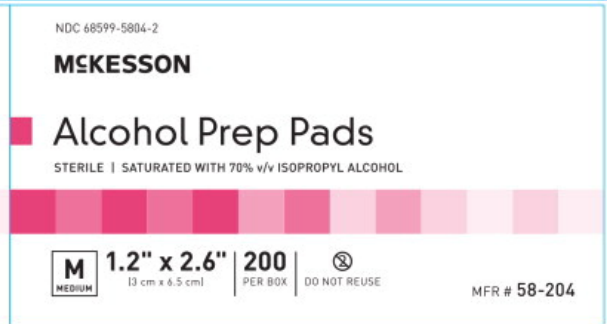 NDC 68599-5804-2
McKESSON
Alcohol Prep Pads
STERILE | SATURATED WITH 70% v/v ISOPROPYL ALCOHOL
M
MEDIUM
1.2" x 2.6"
(3 cm x 6.5 cm)
200
PER BOX
2
DO NOT REUSE
MFR # 58-204